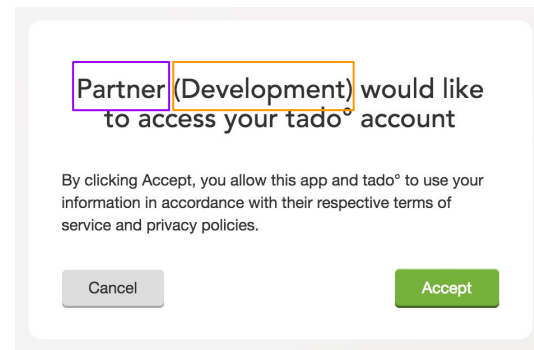 Partner (Development) would like
to access your tado° account
By clicking Accept, you allow this app and tado° to use your
information in accordance with their respective terms of
service and privacy policies.
Cancel
Accept